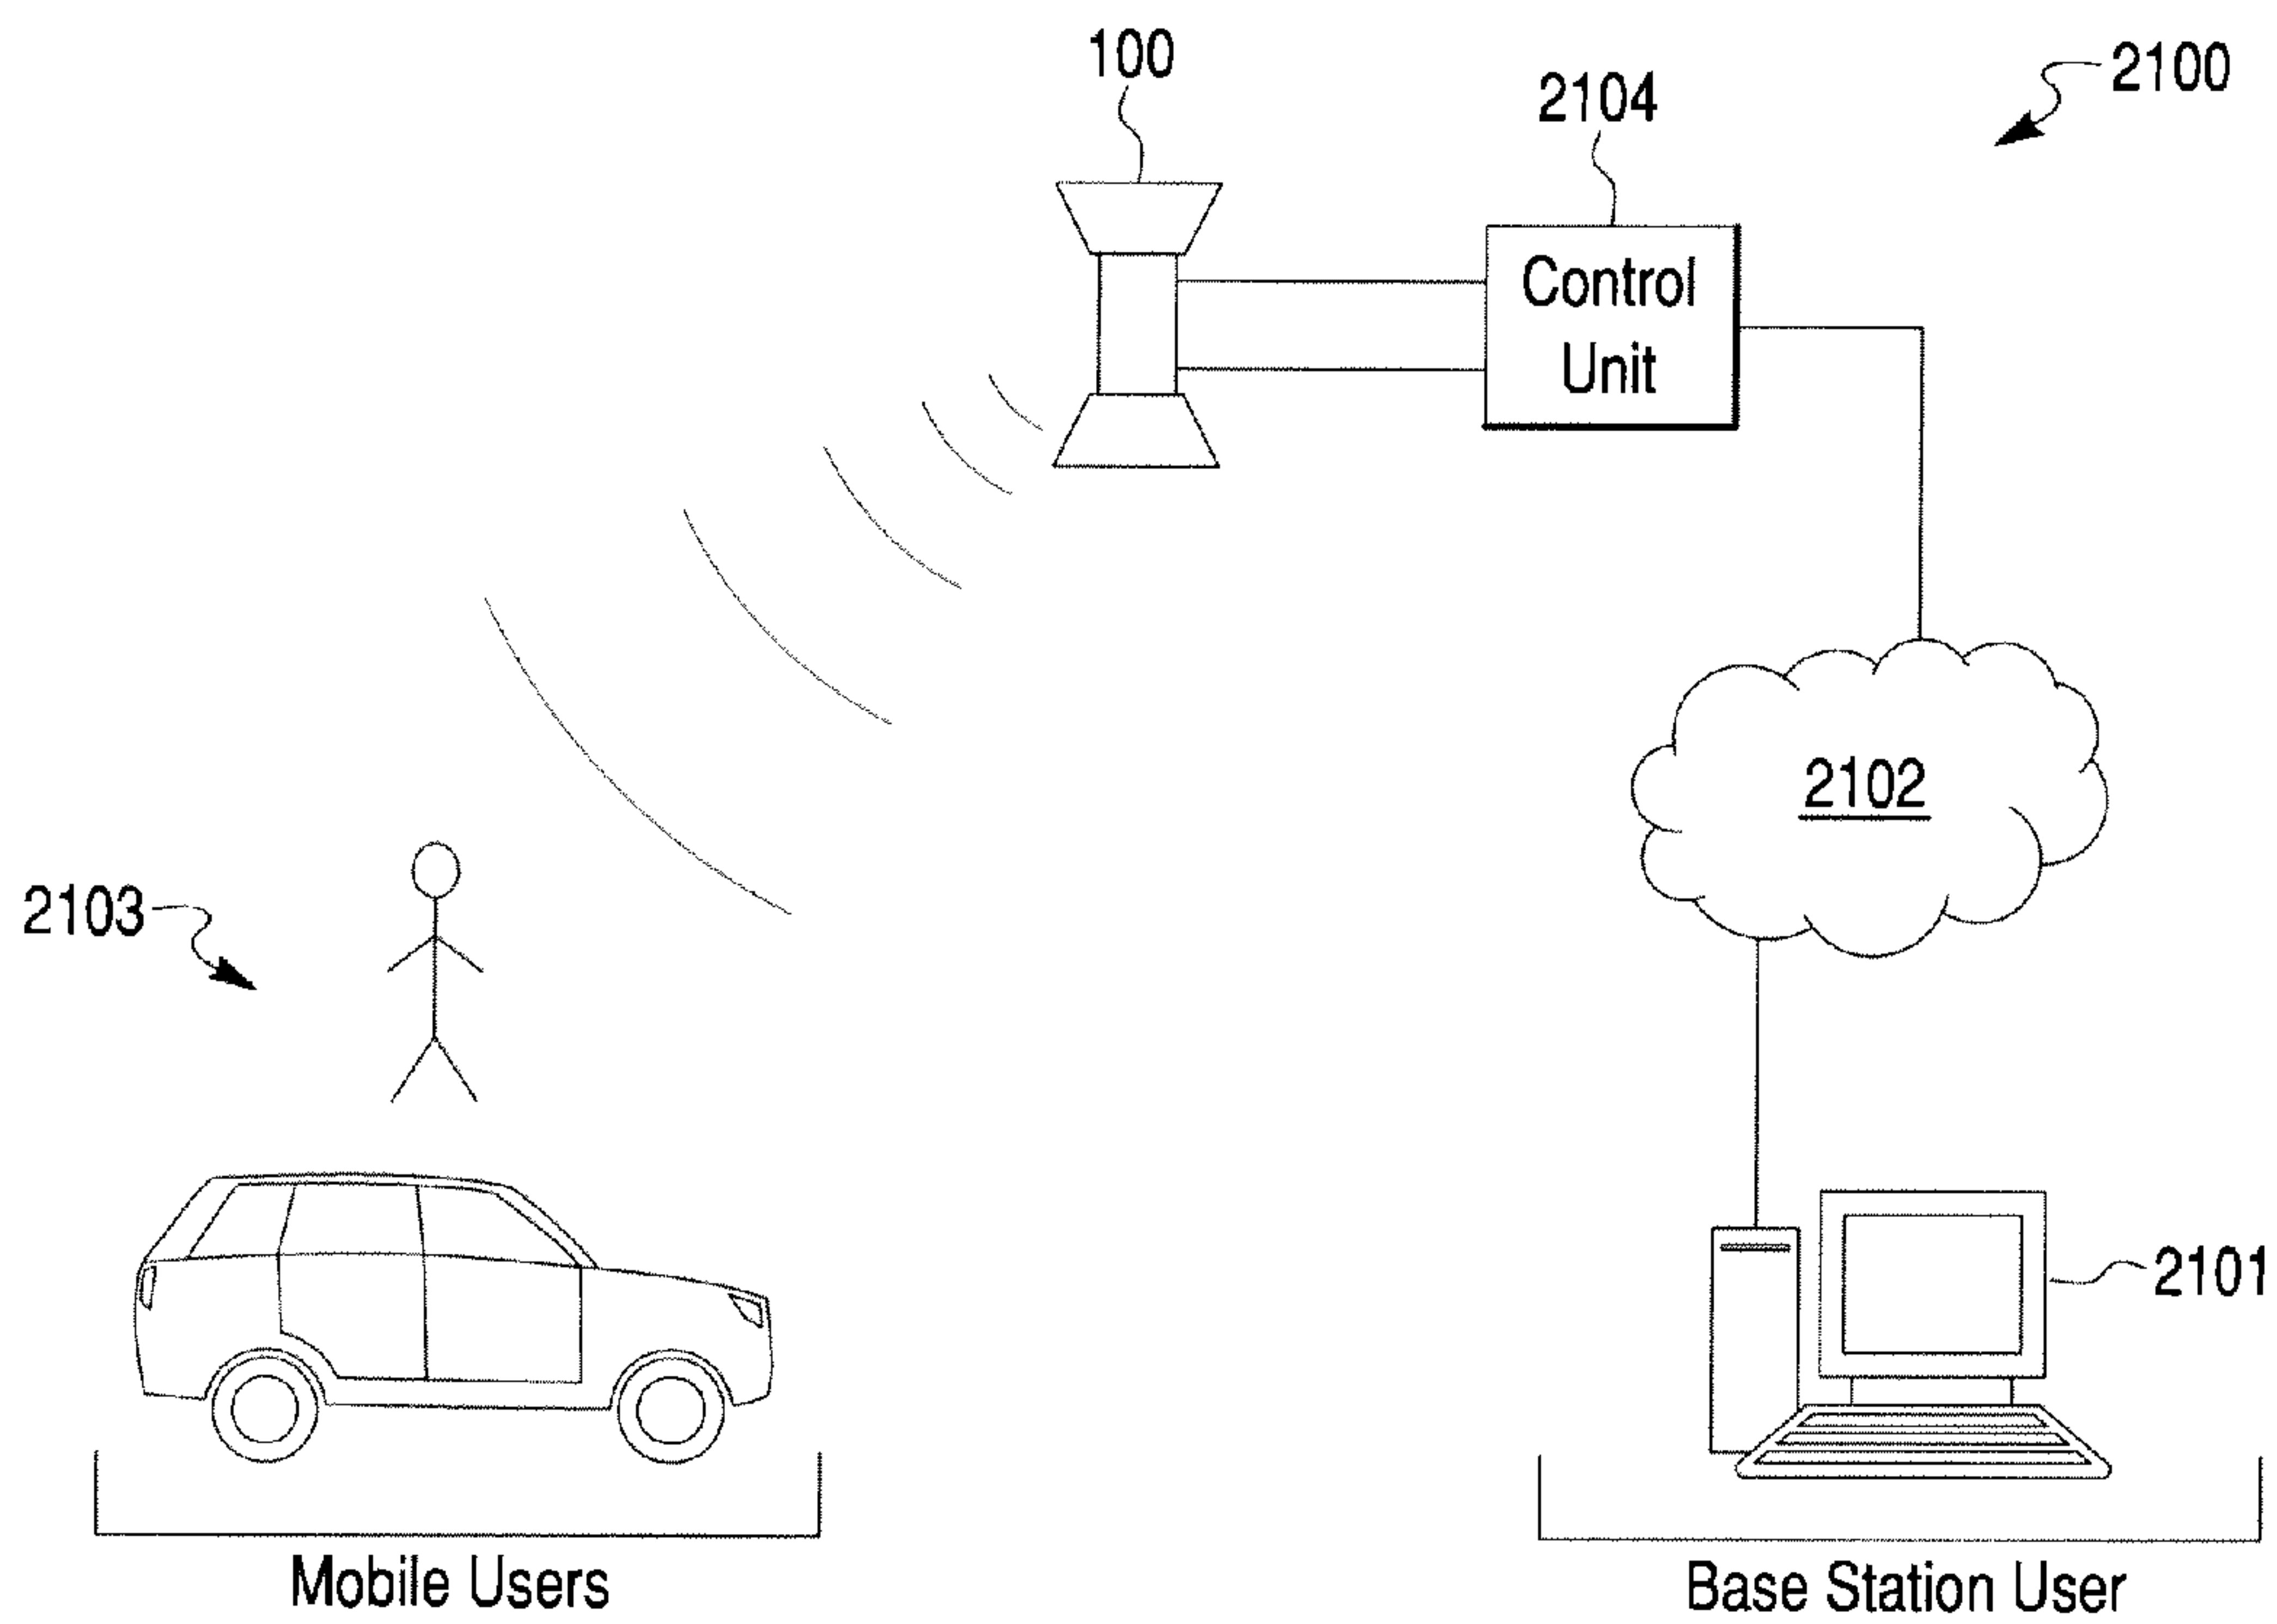 100
2104
2100
Control
Unit
2102
2103
2101
Mobile Users
Base Station User